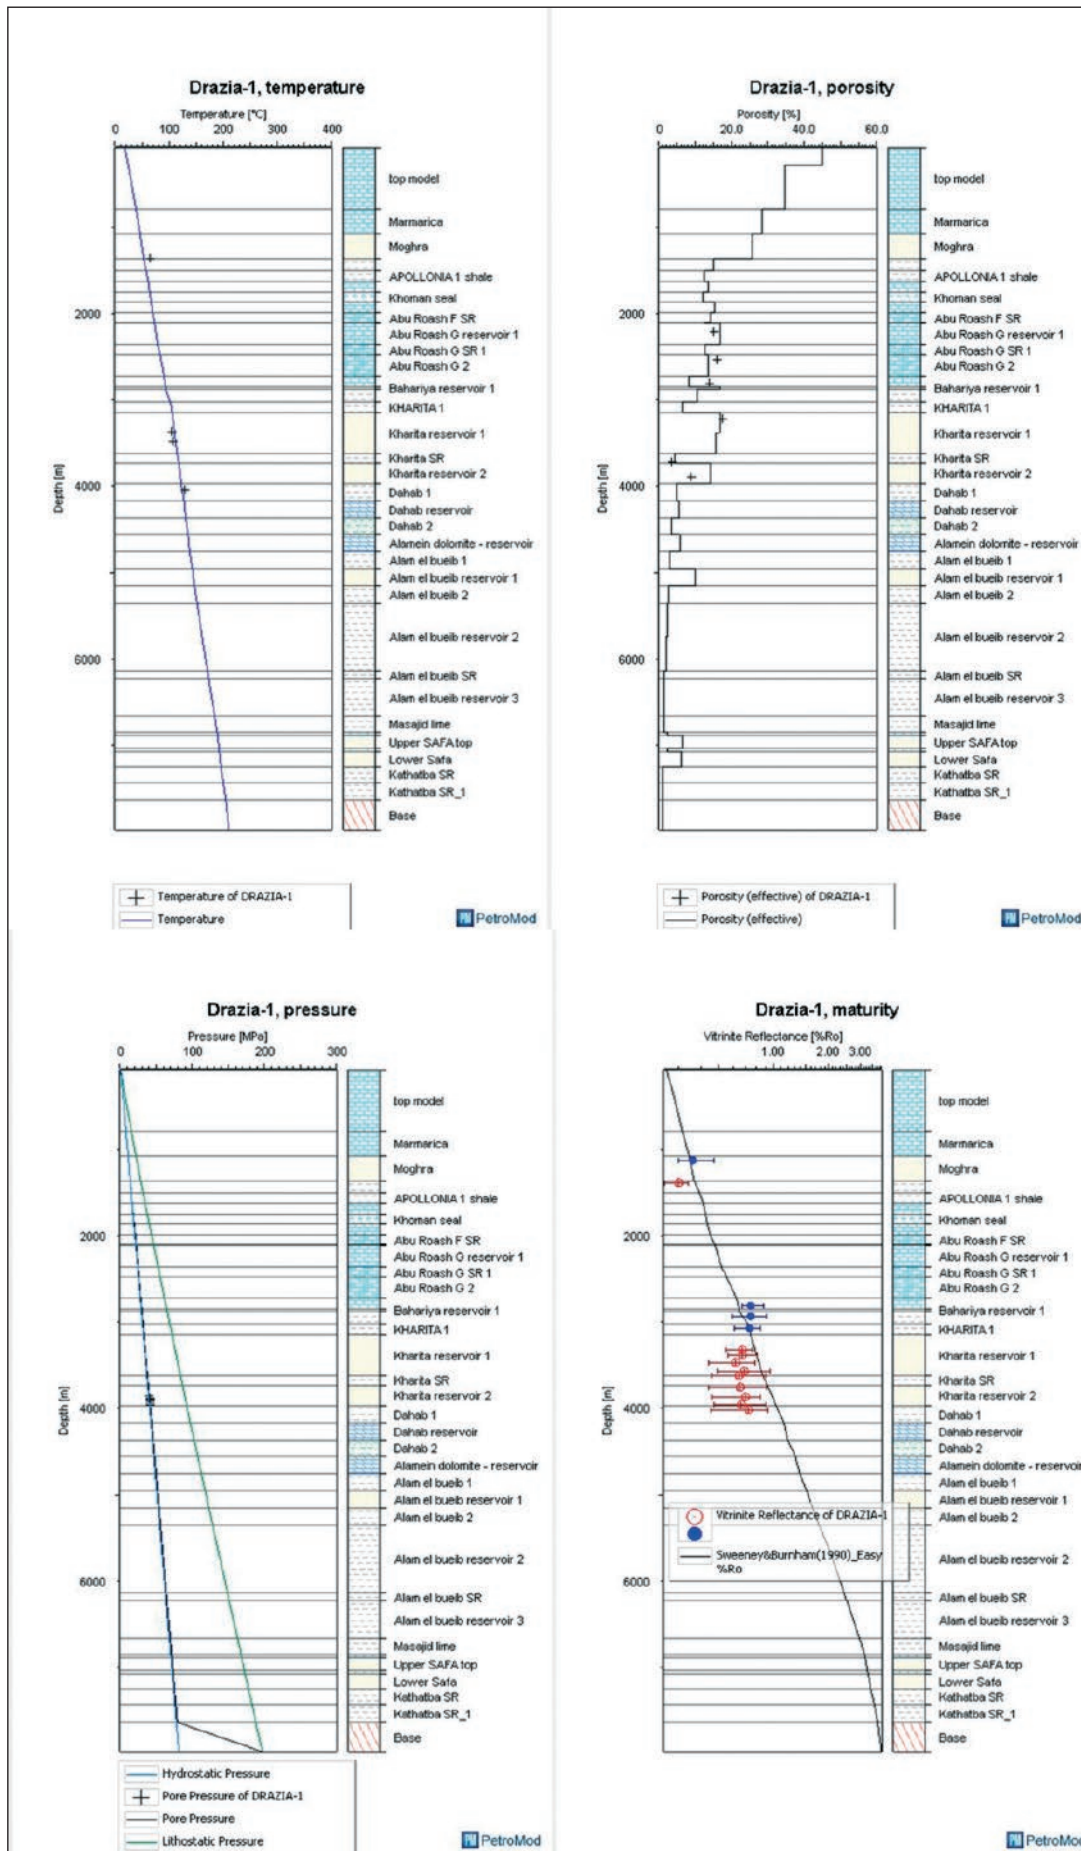 Drazia-1, temperature
Temperature [°C]
0 100 200 300 400
Depth [m]
2000
4000
6000
top model
Marmarica
Moghra
APOLLONIA 1 shale
Khoman seal
Abu Roash F SR
Abu Roash G reservoir 1
Abu Roash G SR 1
Abu Roash G 2
Bahariya reservoir 1
KHARITA 1
Kharita reservoir 1
Kharita SR
Kharita reservoir 2
Dahab 1
Dahab reservoir
Dahab 2
Alamein dolomite - reservoir
Alam el bueib 1
Alam el bueib reservoir 1
Alam el bueib 2
Alam el bueib reservoir 2
Alam el bueib SR
Alam el bueib reservoir 3
Masajid lime
Upper SAFA top
Lower Safa
Kathatba SR
Kathatba SR_1
Base
Temperature of DRAZIA-1
Temperature
PetroMod
Drazia-1, porosity
Porosity [%]
0 20.0 40.0 60.0
Depth [m]
2000
4000
6000
top model
Marmarica
Moghra
APOLLONIA 1 shale
Khoman seal
Abu Roash F SR
Abu Roash G reservoir 1
Abu Roash G SR 1
Abu Roash G 2
Bahariya reservoir 1
KHARITA 1
Kharita reservoir 1
Kharita SR
Kharita reservoir 2
Dahab 1
Dahab reservoir
Dahab 2
Alamein dolomite - reservoir
Alam el bueib 1
Alam el bueib reservoir 1
Alam el bueib 2
Alam el bueib reservoir 2
Alam el bueib SR
Alam el bueib reservoir 3
Masajid lime
Upper SAFA top
Lower Safa
Kathatba SR
Kathatba SR_1
Base
Porosity (effective) of DRAZIA-1
Porosity (effective)
PetroMod
Drazia-1, pressure
Pressure [MPa]
0 100 200 300
Depth [m]
2000
4000
6000
top model
Marmarica
Moghra
APOLLONIA 1 shale
Khoman seal
Abu Roash F SR
Abu Roash G reservoir 1
Abu Roash G SR 1
Abu Roash G 2
Bahariya reservoir 1
KHARITA 1
Kharita reservoir 1
Kharita SR
Kharita reservoir 2
Dahab 1
Dahab reservoir
Dahab 2
Alamein dolomite - reservoir
Alam el bueib 1
Alam el bueib reservoir 1
Alam el bueib 2
Alam el bueib reservoir 2
Alam el bueib SR
Alam el bueib reservoir 3
Masajid lime
Upper SAFA top
Lower Safa
Kathatba SR
Kathatba SR_1
Base
Hydrostatic Pressure
Pore Pressure of DRAZIA-1
Pore Pressure
Lithostatic Pressure
PetroMod
Drazia-1, maturity
Vitrinite Reflectance [%Ro]
1.00 2.00 3.00
Depth [m]
2000
4000
6000
top model
Marmarica
Moghra
APOLLONIA 1 shale
Khoman seal
Abu Roash F SR
Abu Roash G reservoir 1
Abu Roash G SR 1
Abu Roash G 2
Bahariya reservoir 1
KHARITA 1
Kharita reservoir 1
Kharita SR
Kharita reservoir 2
Dahab 1
Dahab reservoir
Dahab 2
Alamein dolomite - reservoir
Alam el bueib 1
Alam el bueib reservoir 1
Alam el bueib 2
Alam el bueib reservoir 2
Alam el bueib SR
Alam el bueib reservoir 3
Masajid lime
Upper SAFA top
Lower Safa
Kathatba SR
Kathatba SR_1
Base
Vitrinite Reflectance of DRAZIA-1
Sweeney&Burnham(1990)_Easy
%Ro
PetroMod